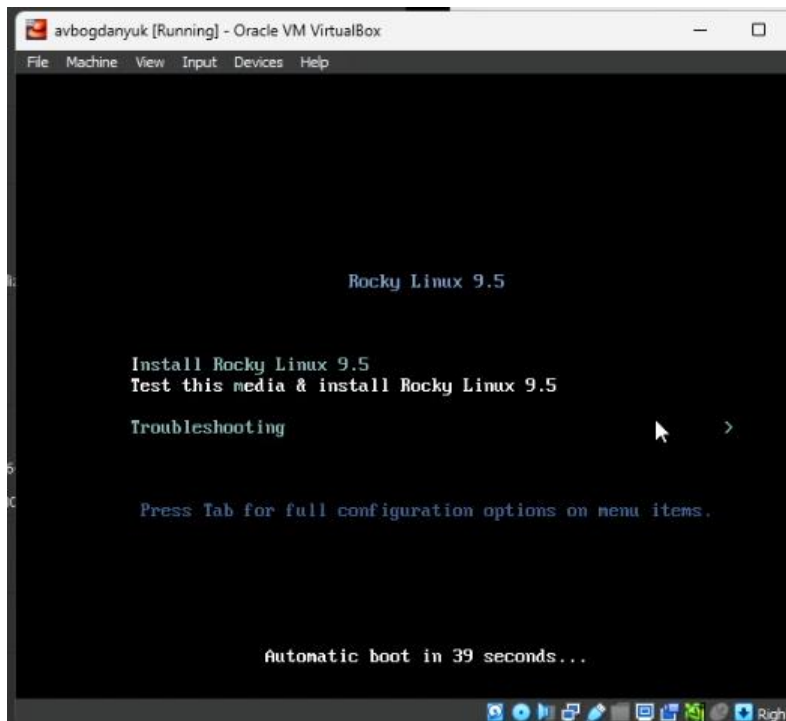 avbogdanyuk [Running] - Oracle VM VirtualBox
File Machine View Input Devices Help
Rocky Linux 9.5
Install Rocky Linux 9.5
Test this media & install Rocky Linux 9.5
Troubleshooting >
Press Tab for full configuration options on menu items.
Automatic boot in 39 seconds...
Righ